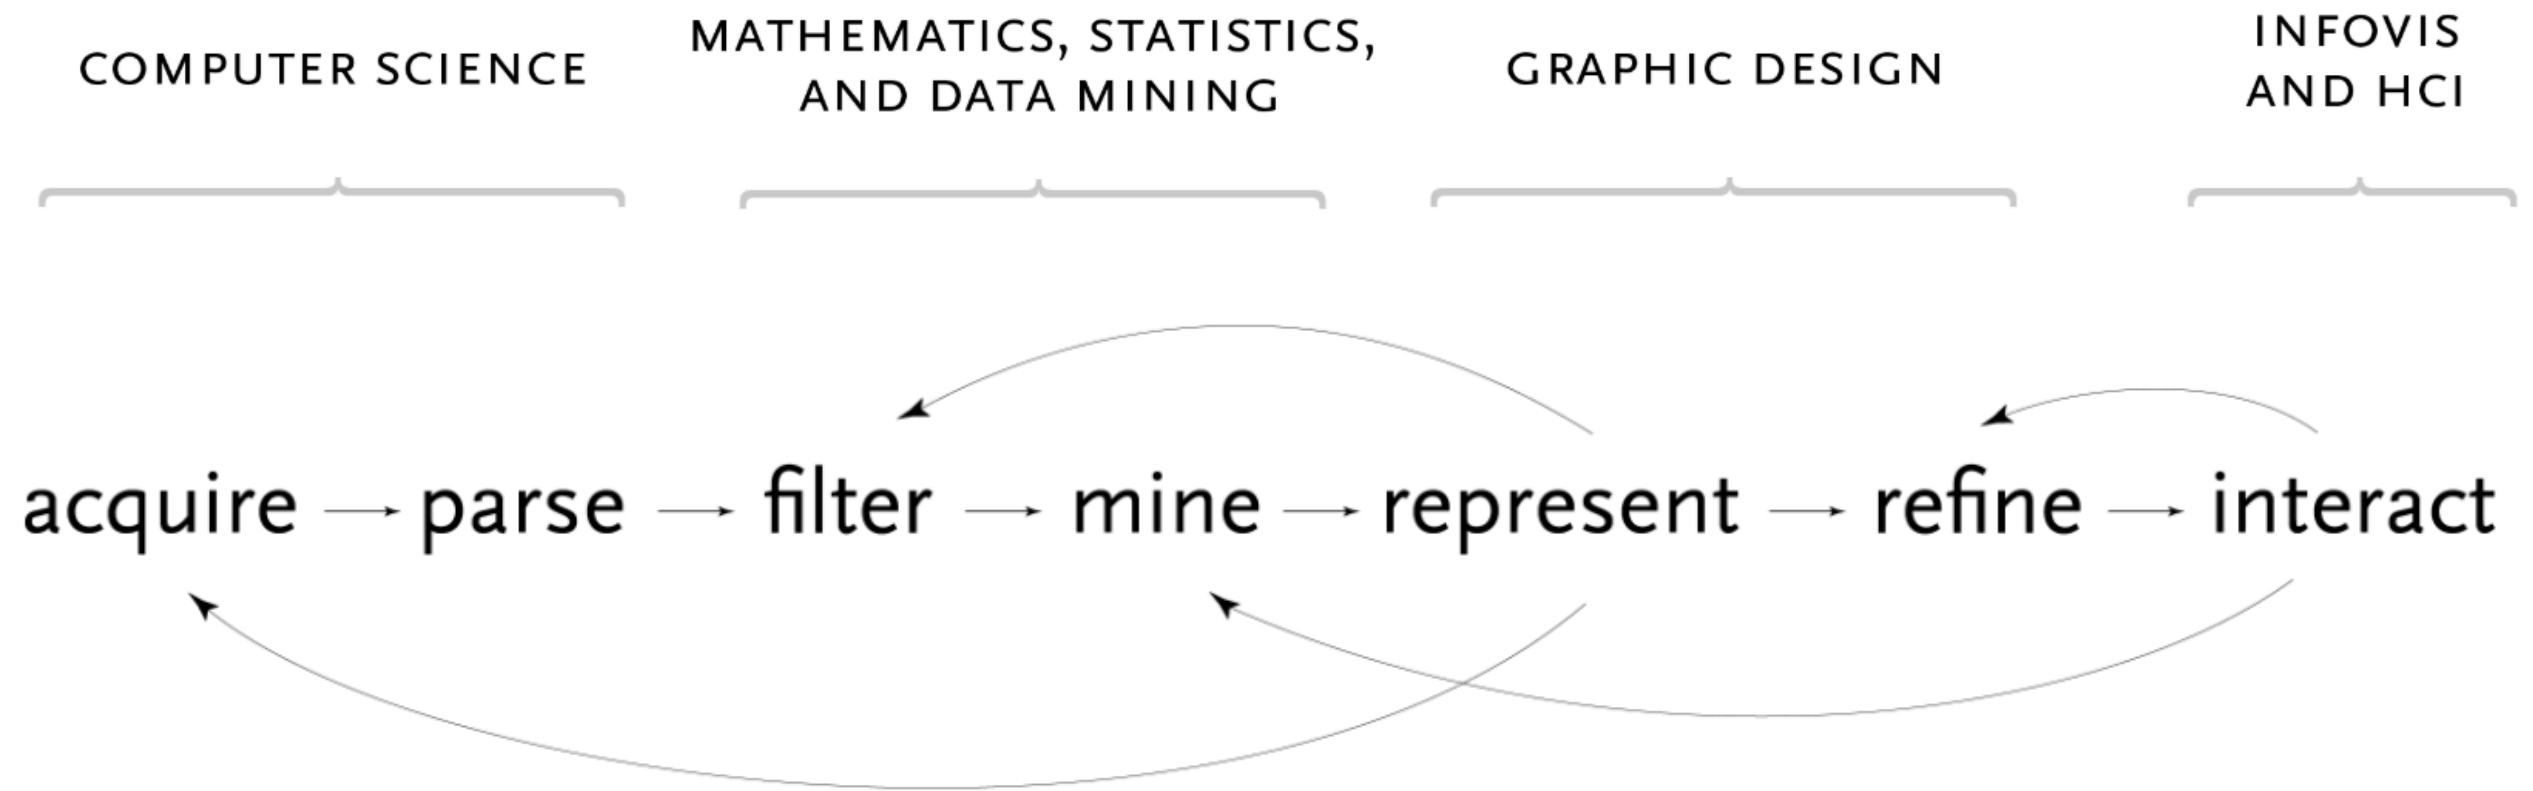 COMPUTER SCIENCE
MATHEMATICS, STATISTICS,
AND DATA MINING
GRAPHIC DESIGN
INFOVIS
AND HCI
acquire
parse
filter
mine
represent
refine
interact